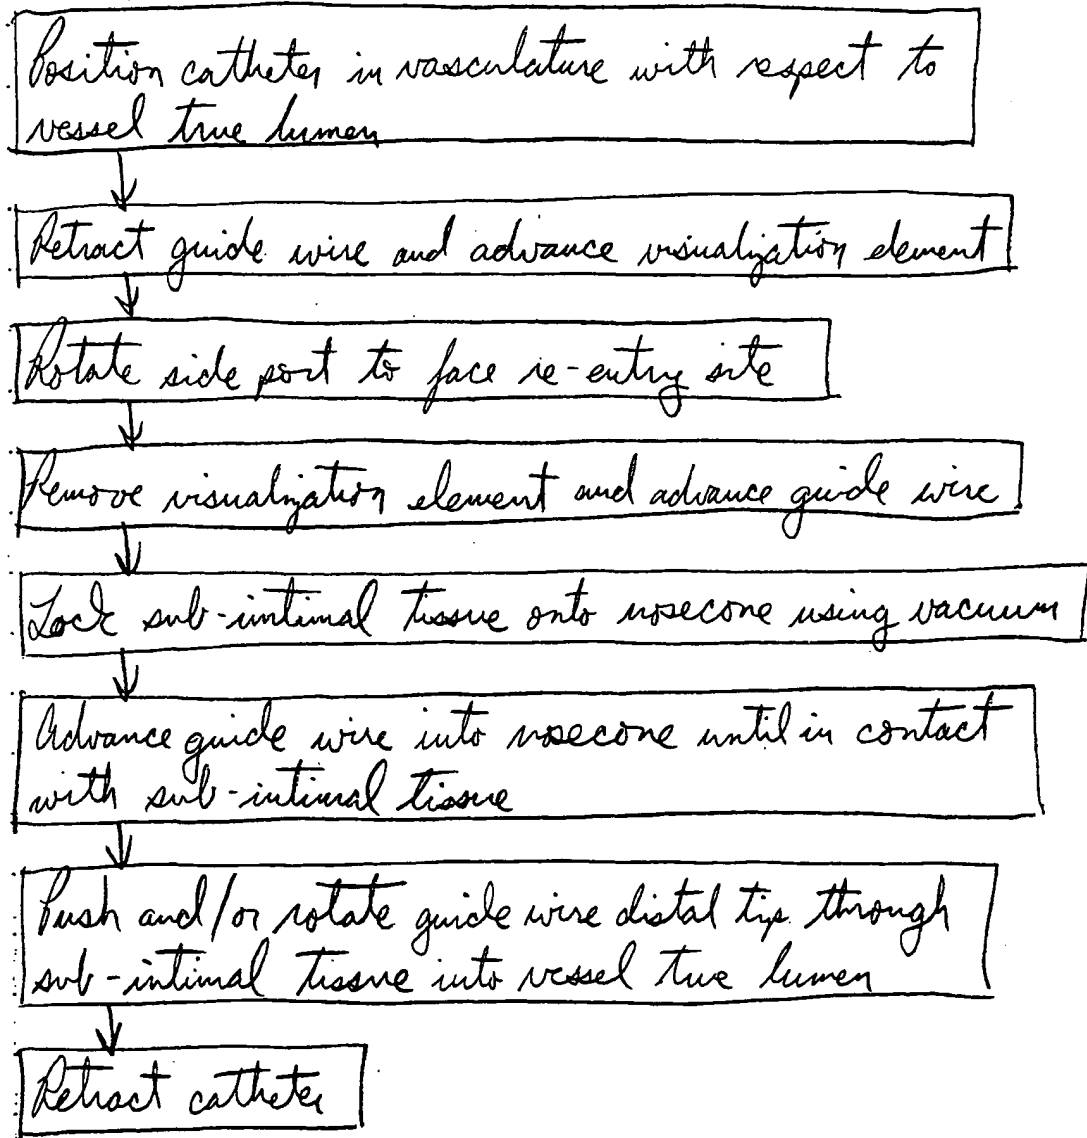 Position catheter in vasculature with respect to
vessel true lumen
Retract guide wire and advance visualization element
Rotate side port to face re-entry site
Remove visualization element and advance guide wire
Lock sub-intimal tissue onto nosecone using vacuum
Advance guide wire into nosecone until in contact
with sub-intimal tissue
Push and/or rotate guide wire distal tip through
sub-intimal tissue into vessel true lumen
Retract catheter